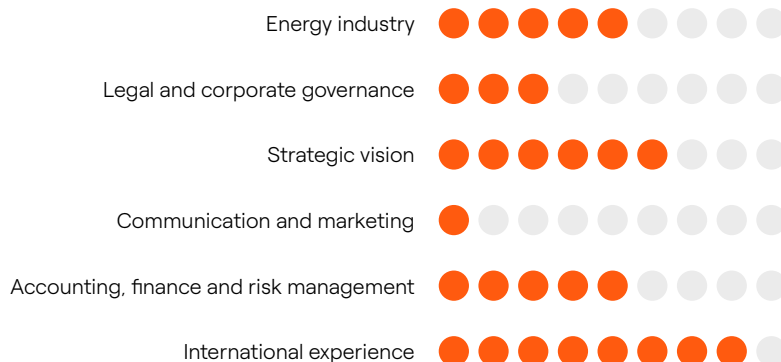 Energy industry
Legal and corporate governance
Strategic vision
Communication and marketing
Accounting, finance and risk management
International experience